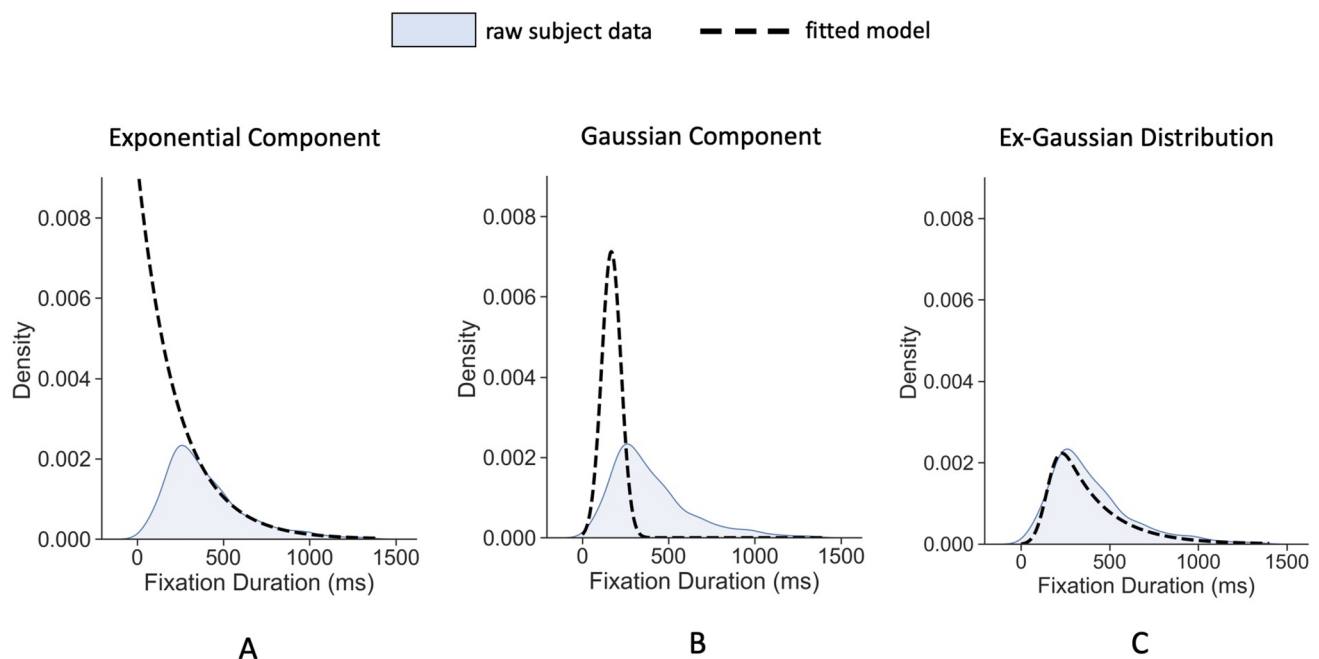 raw subject data
fitted model
Exponential Component
0.008
0.006
0.004
0.002
0.000
Density
0
500
1000
1500
Fixation Duration (ms)
A
Gaussian Component
0.008
0.006
0.004
0.002
0.000
Density
0
500
1000
1500
Fixation Duration (ms)
B
Ex-Gaussian Distribution
0.008
0.006
0.004
0.002
0.000
Density
0
500
1000
1500
Fixation Duration (ms)
C